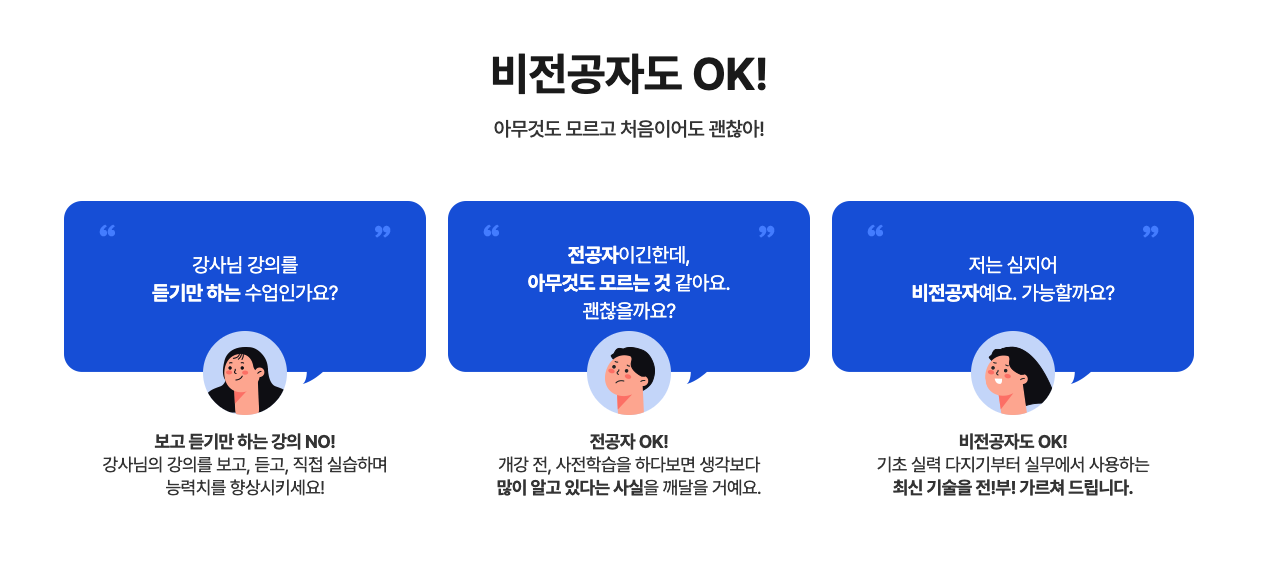 비전공자도 OK!
아무것도 모르고 처음이어도 괜찮아!
“ ”
강사님 강의를
듣기만 하는 수업인가요?
보고 듣기만 하는 강의 NO!
강사님의 강의를 보고, 듣고, 직접 실습하며
능력치를 향상시키세요!
“ ”
전공자이긴한데,
아무것도 모르는 것 같아요.
괜찮을까요?
전공자 OK!
개강 전, 사전학습을 하다보면 생각보다
많이 알고 있다는 사실을 깨달을 거예요.
“ ”
저는 심지어
비전공자예요. 가능할까요?
비전공자도 OK!
기초 실력 다지기부터 실무에서 사용하는
최신 기술을 전!부! 가르쳐 드립니다.